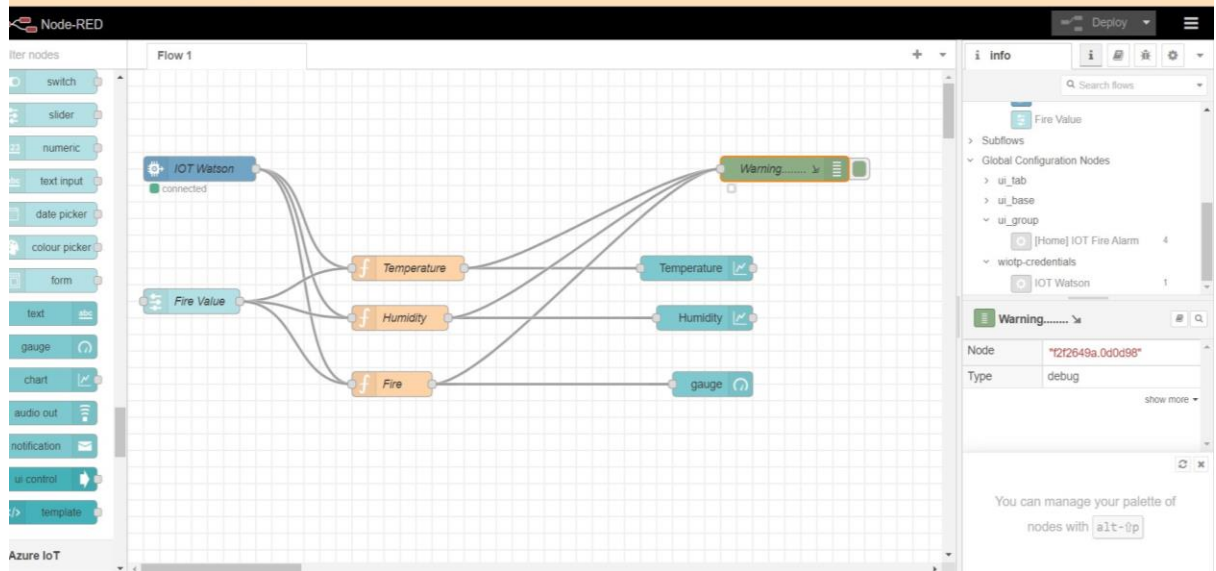 Node-RED
Deploy
lter nodes
switch
slider
numeric
text input
date picker
colour picker
form
text
abc
gauge
chart
audio out
notification
ui control
template
Azure IoT
Flow 1
IOT Watson
connected
Fire Value
Temperature
Humidity
Fire
Warning........
Temperature
Humidity
gauge
i info
i
Search flows
Fire Value
Subflows
Global Configuration Nodes
ui_tab
ui_base
ui_group
[Home] IOT Fire Alarm 4
wiotp-credentials
IOT Watson 1
Warning........
Node "f2f2649a.0d0d98"
Type debug
show more
You can manage your palette of
nodes with alt-⇧p